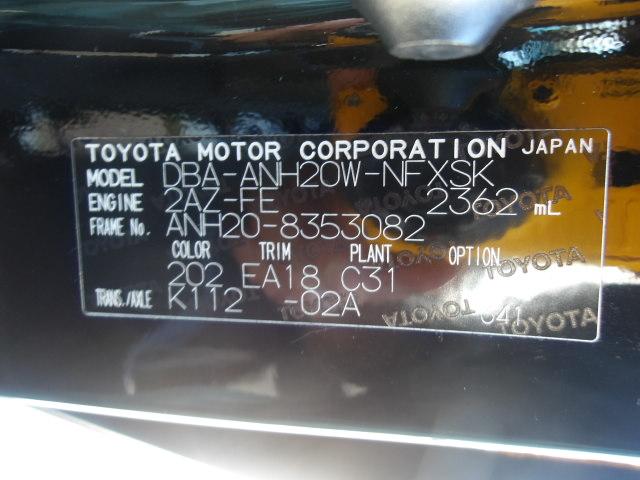 TOYOTA MOTOR CORPORATION JAPAN
MODEL DBA-ANH20W-NFXSK
ENGINE 2AZ-FE 2362 mL
FRAME No. ANH20-8353082
COLOR TRIM PLANT OPTION
202 EA18 C31
TRANS./AXLE K112 -02A
041